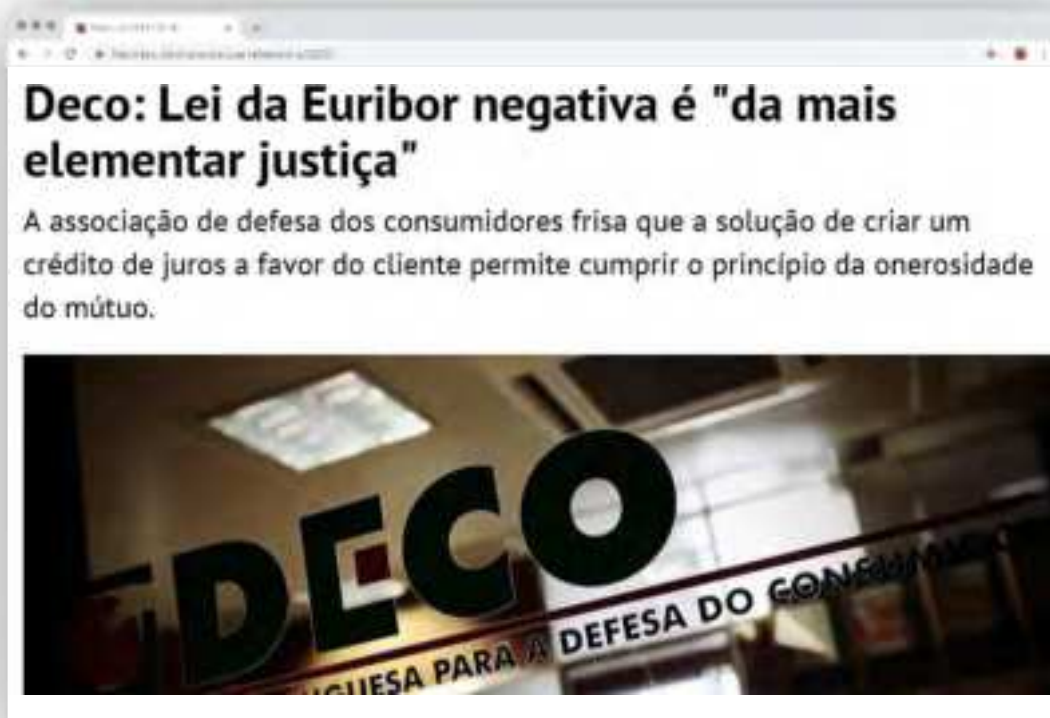 Deco: Lei da Euribor negativa é "da mais
elementar justiça"
A associação de defesa dos consumidores frisa que a solução de criar um
crédito de juros a favor do cliente permite cumprir o princípio da onerosidade
do mútuo.
DECO
PARA A DEFESA DO